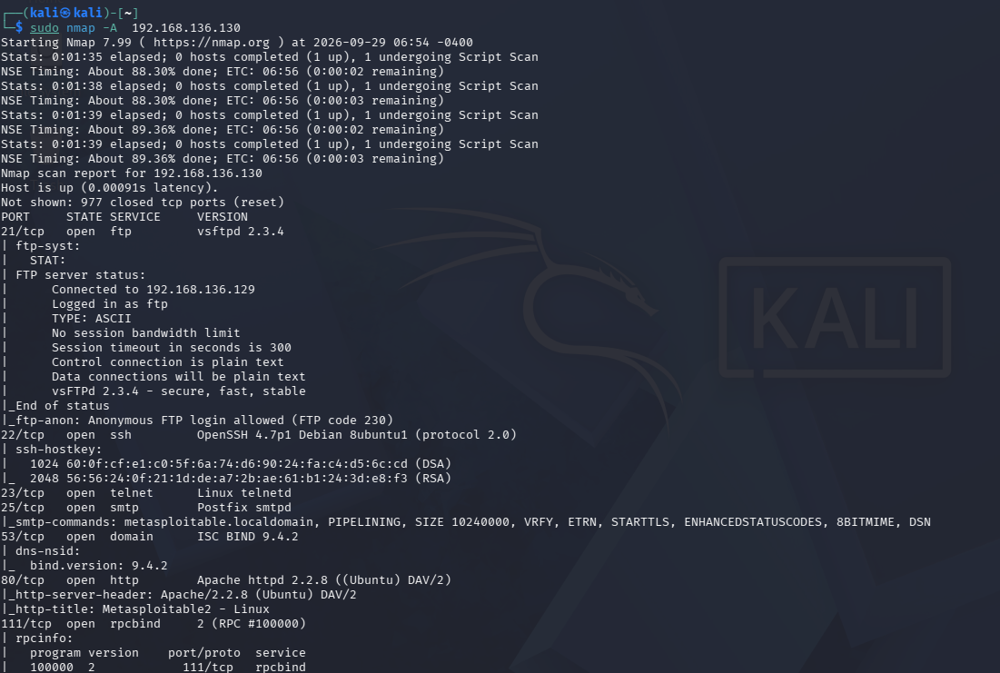 ┌──(kali㉿kali)-[~]
└─$ sudo nmap -A  192.168.136.130
Starting Nmap 7.99 ( https://nmap.org ) at 2026-09-29 06:54 -0400
Stats: 0:01:35 elapsed; 0 hosts completed (1 up), 1 undergoing Script Scan
NSE Timing: About 88.30% done; ETC: 06:56 (0:00:02 remaining)
Stats: 0:01:38 elapsed; 0 hosts completed (1 up), 1 undergoing Script Scan
NSE Timing: About 88.30% done; ETC: 06:56 (0:00:03 remaining)
Stats: 0:01:39 elapsed; 0 hosts completed (1 up), 1 undergoing Script Scan
NSE Timing: About 89.36% done; ETC: 06:56 (0:00:02 remaining)
Stats: 0:01:39 elapsed; 0 hosts completed (1 up), 1 undergoing Script Scan
NSE Timing: About 89.36% done; ETC: 06:56 (0:00:03 remaining)
Nmap scan report for 192.168.136.130
Host is up (0.00091s latency).
Not shown: 977 closed tcp ports (reset)
PORT     STATE SERVICE     VERSION
21/tcp   open  ftp         vsftpd 2.3.4
| ftp-syst:
|   STAT:
| FTP server status:
|      Connected to 192.168.136.129
|      Logged in as ftp
|      TYPE: ASCII
|      No session bandwidth limit
|      Session timeout in seconds is 300
|      Control connection is plain text
|      Data connections will be plain text
|      vsFTPd 2.3.4 - secure, fast, stable
|_End of status
|_ftp-anon: Anonymous FTP login allowed (FTP code 230)
22/tcp   open  ssh         OpenSSH 4.7p1 Debian 8ubuntu1 (protocol 2.0)
| ssh-hostkey:
|   1024 60:0f:cf:e1:c0:5f:6a:74:d6:90:24:fa:c4:d5:6c:cd (DSA)
|_  2048 56:56:24:0f:21:1d:de:a7:2b:ae:61:b1:24:3d:e8:f3 (RSA)
23/tcp   open  telnet      Linux telnetd
25/tcp   open  smtp        Postfix smtpd
|_smtp-commands: metasploitable.localdomain, PIPELINING, SIZE 10240000, VRFY, ETRN, STARTTLS, ENHANCEDSTATUSCODES, 8BITMIME, DSN
53/tcp   open  domain      ISC BIND 9.4.2
| dns-nsid:
|_  bind.version: 9.4.2
80/tcp   open  http        Apache httpd 2.2.8 ((Ubuntu) DAV/2)
|_http-server-header: Apache/2.2.8 (Ubuntu) DAV/2
|_http-title: Metasploitable2 - Linux
111/tcp  open  rpcbind     2 (RPC #100000)
| rpcinfo:
|   program version    port/proto  service
|   100000  2            111/tcp   rpcbind
KALI